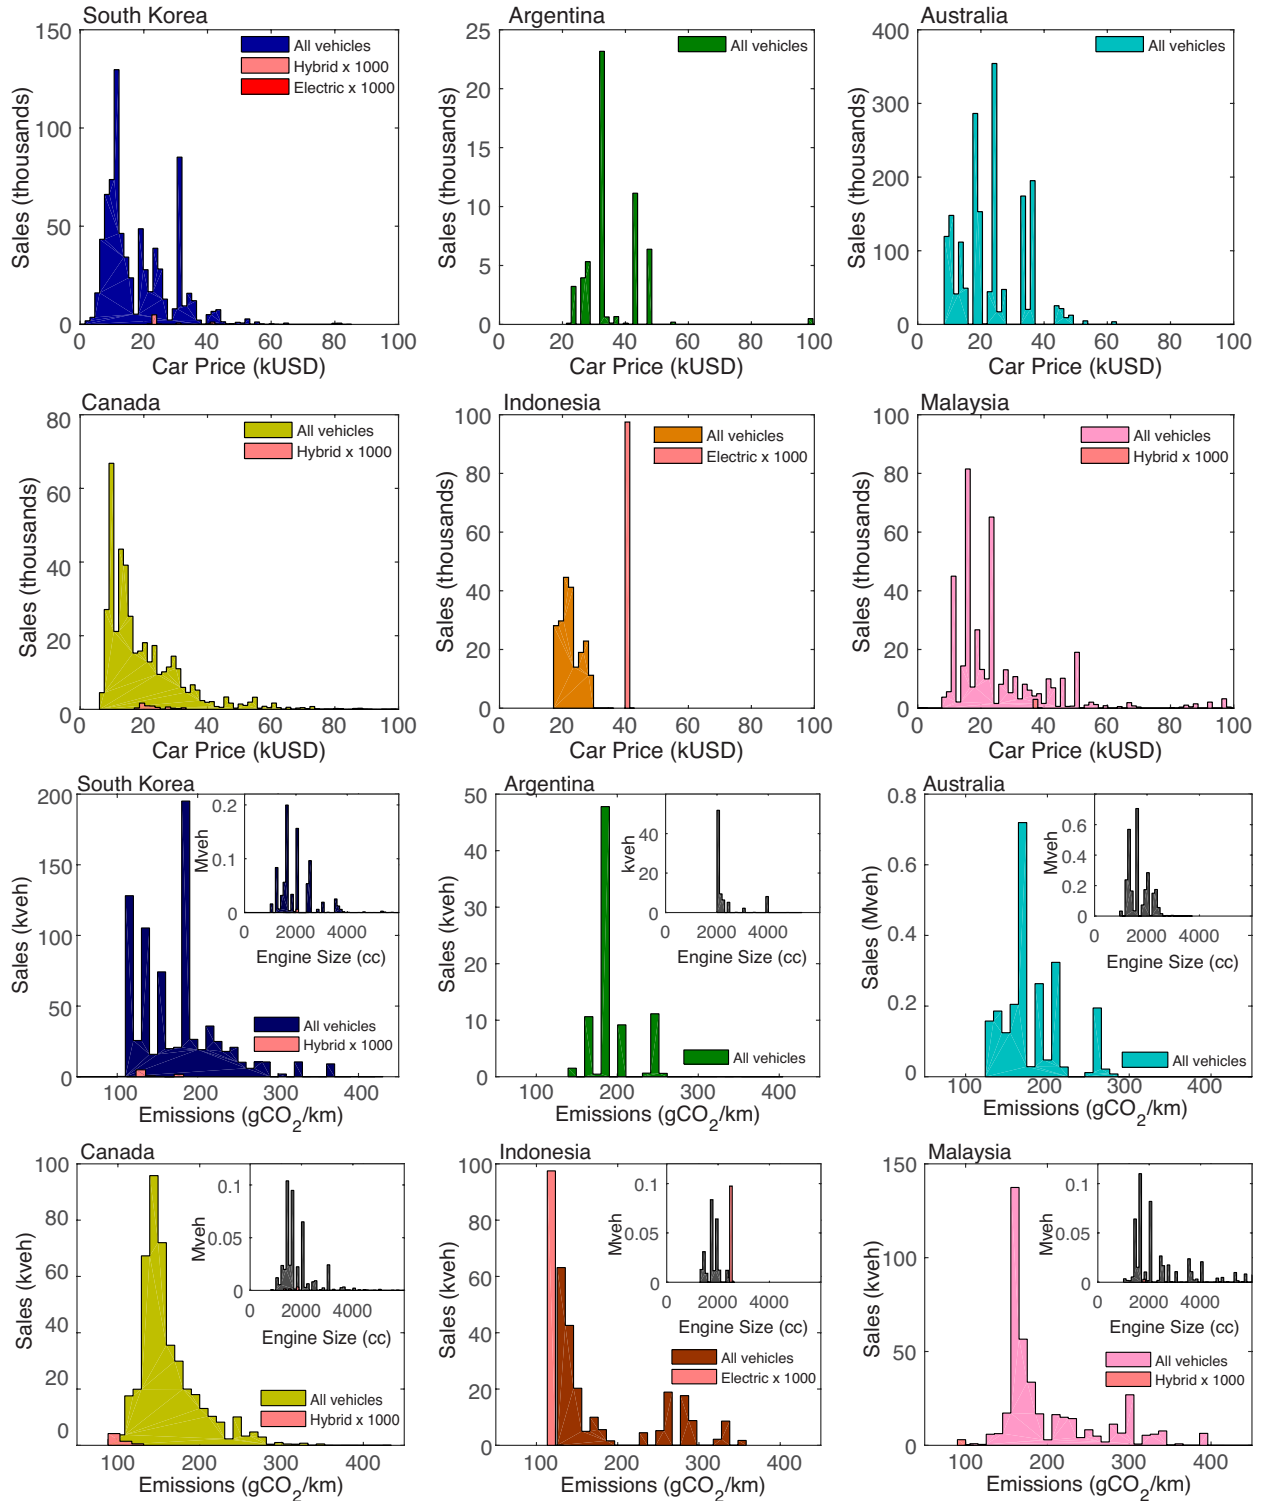 South Korea
150
100
50
0
0 20 40 60 80 100
Sales (thousands)
Car Price (kUSD)
All vehicles
Hybrid x 1000
Electric x 1000
Argentina
25
20
15
10
5
0
0 20 40 60 80 100
Sales (thousands)
Car Price (kUSD)
All vehicles
Australia
400
300
200
100
0
0 20 40 60 80 100
Sales (thousands)
Car Price (kUSD)
All vehicles
Canada
80
60
40
20
0
0 20 40 60 80 100
Sales (thousands)
Car Price (kUSD)
All vehicles
Hybrid x 1000
Indonesia
100
80
60
40
20
0
0 20 40 60 80 100
Sales (thousands)
Car Price (kUSD)
All vehicles
Electric x 1000
Malaysia
100
80
60
40
20
0
0 20 40 60 80 100
Sales (thousands)
Car Price (kUSD)
All vehicles
Hybrid x 1000
South Korea
200
150
100
50
0
100 200 300 400
Sales (kveh)
Emissions (gCO2/km)
0.2
0.1
0
0 2000 4000
Mveh
Engine Size (cc)
All vehicles
Hybrid x 1000
Argentina
50
40
30
20
10
0
100 200 300 400
Sales (kveh)
Emissions (gCO2/km)
40
20
0
0 2000 4000
kveh
Engine Size (cc)
All vehicles
Australia
0.8
0.6
0.4
0.2
0
100 200 300 400
Sales (Mveh)
Emissions (gCO2/km)
0.6
0.4
0.2
0
0 2000 4000
Mveh
Engine Size (cc)
All vehicles
Canada
100
80
60
40
20
0
100 200 300 400
Sales (kveh)
Emissions (gCO2/km)
0.1
0.05
0
0 2000 4000
Mveh
Engine Size (cc)
All vehicles
Hybrid x 1000
Indonesia
100
80
60
40
20
0
100 200 300 400
Sales (kveh)
Emissions (gCO2/km)
0.1
0.05
0
0 2000 4000
Mveh
Engine Size (cc)
All vehicles
Electric x 1000
Malaysia
150
100
50
0
100 200 300 400
Sales (kveh)
Emissions (gCO2/km)
0.1
0.05
0
0 2000 4000
Mveh
Engine Size (cc)
All vehicles
Hybrid x 1000